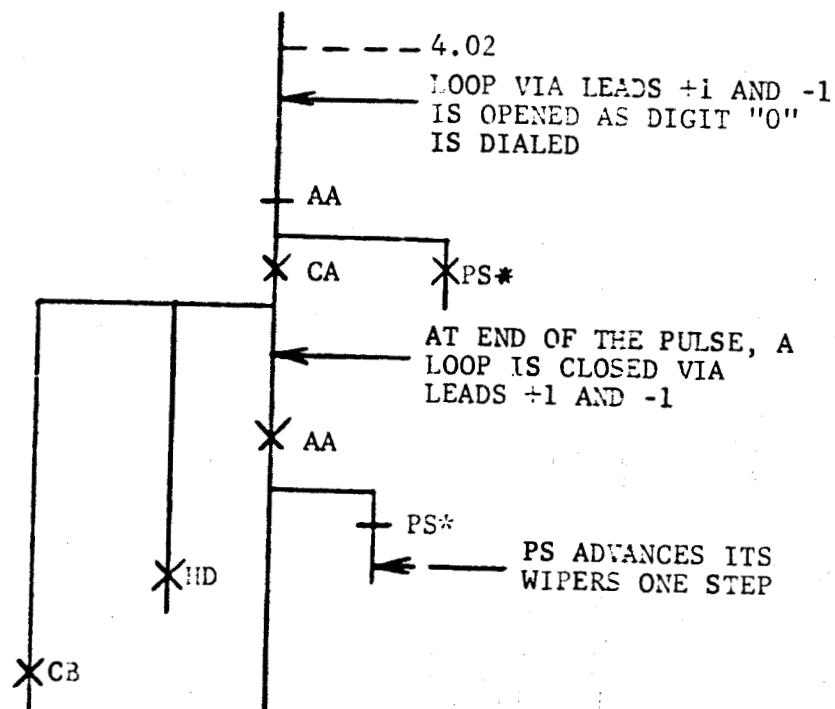 4.02
LOOP VIA LEADS +1 AND -1
IS OPENED AS DIGIT "0"
IS DIALED
AA
CA
PS*
AT END OF THE PULSE, A
LOOP IS CLOSED VIA
LEADS +1 AND -1
AA
PS*
PS ADVANCES ITS
WIPERS ONE STEP
HD
CB